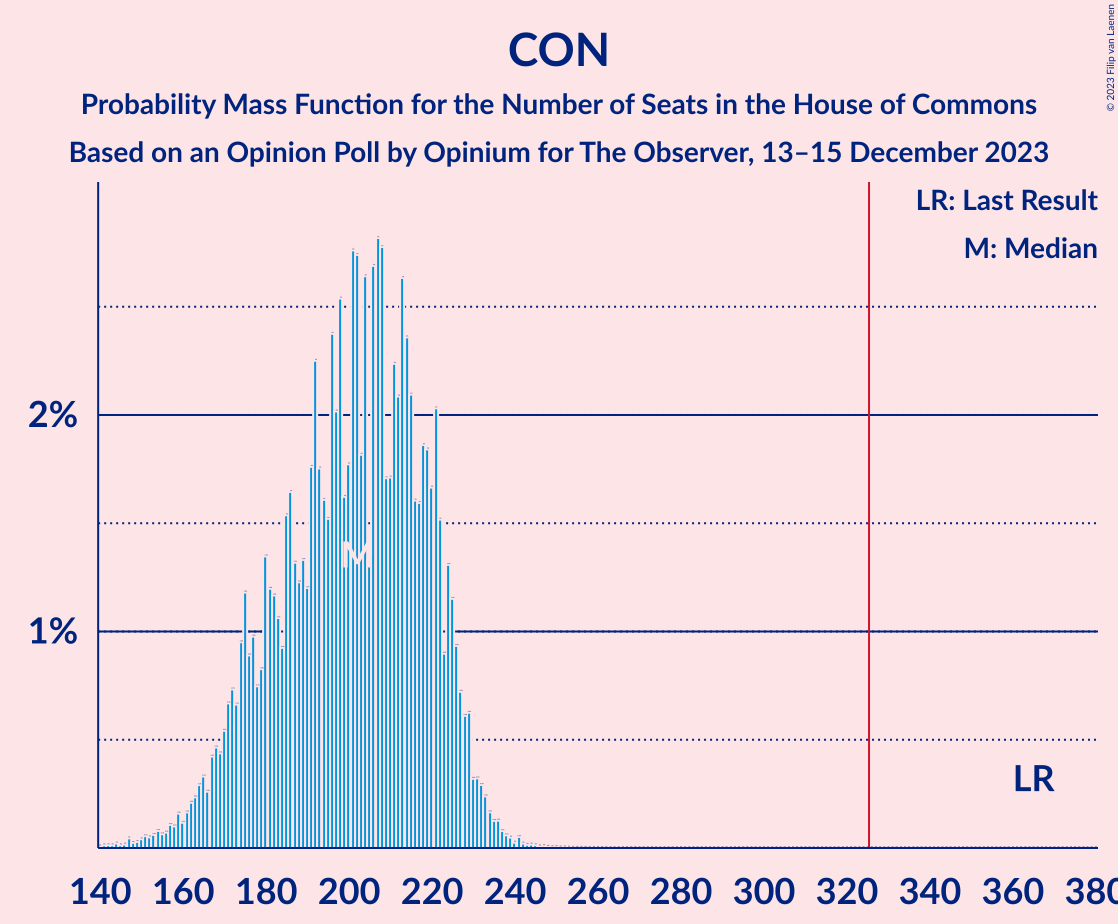 CON
Probability Mass Function for the Number of Seats in the House of Commons
Based on an Opinion Poll by Opinium for The Observer, 13–15 December 2023
© 2023 Filip van Laenen
LR: Last Result
M: Median
2%
1%
M
LR
140 160 180 200 220 240 260 280 300 320 340 360 380